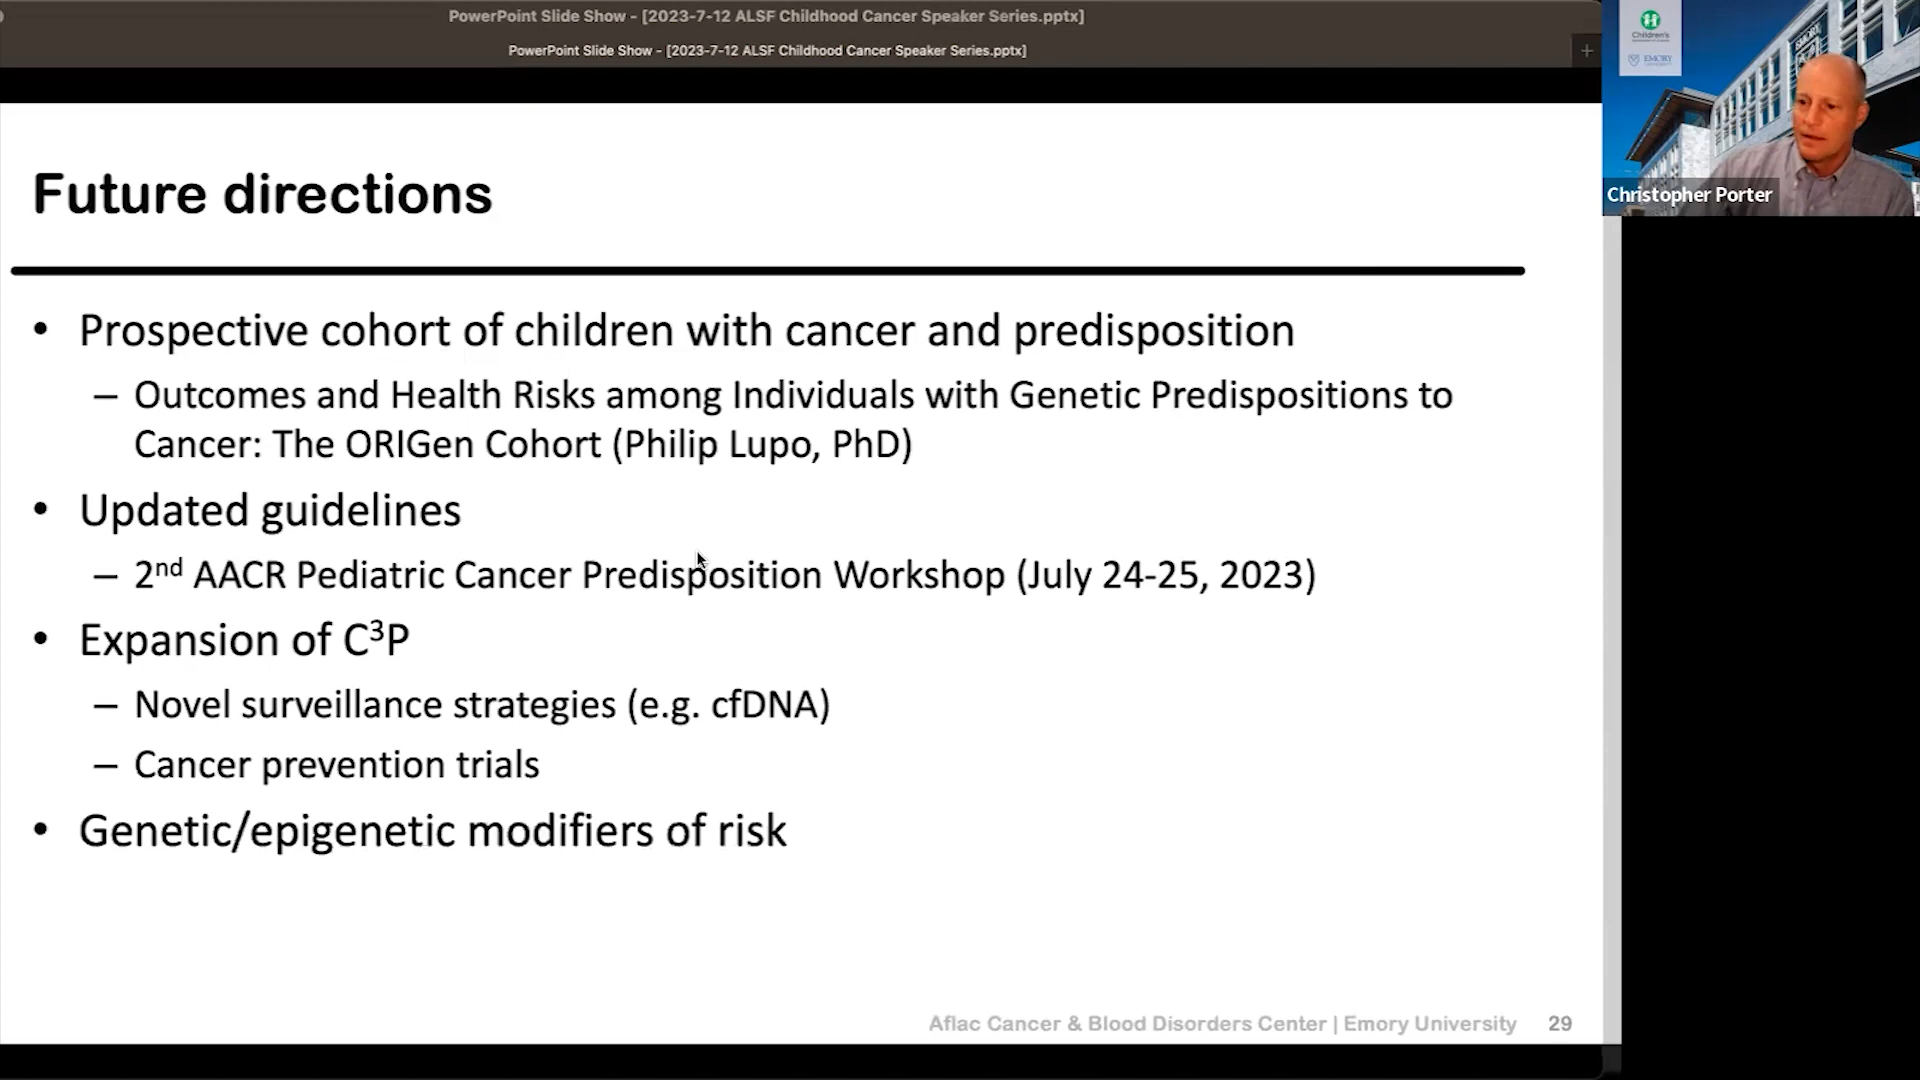 PowerPoint Slide Show - [2023-7-12 ALSF Childhood Cancer Speaker Series.pptx]
PowerPoint Slide Show - [2023-7-12 ALSF Childhood Cancer Speaker Series.pptx]
Children's
EMORY
EMORY
Christopher Porter
Future directions
• Prospective cohort of children with cancer and predisposition
– Outcomes and Health Risks among Individuals with Genetic Predispositions to
Cancer: The ORIGen Cohort (Philip Lupo, PhD)
• Updated guidelines
– 2nd AACR Pediatric Cancer Predisposition Workshop (July 24-25, 2023)
• Expansion of C³P
– Novel surveillance strategies (e.g. cfDNA)
– Cancer prevention trials
• Genetic/epigenetic modifiers of risk
Aflac Cancer & Blood Disorders Center | Emory University 29